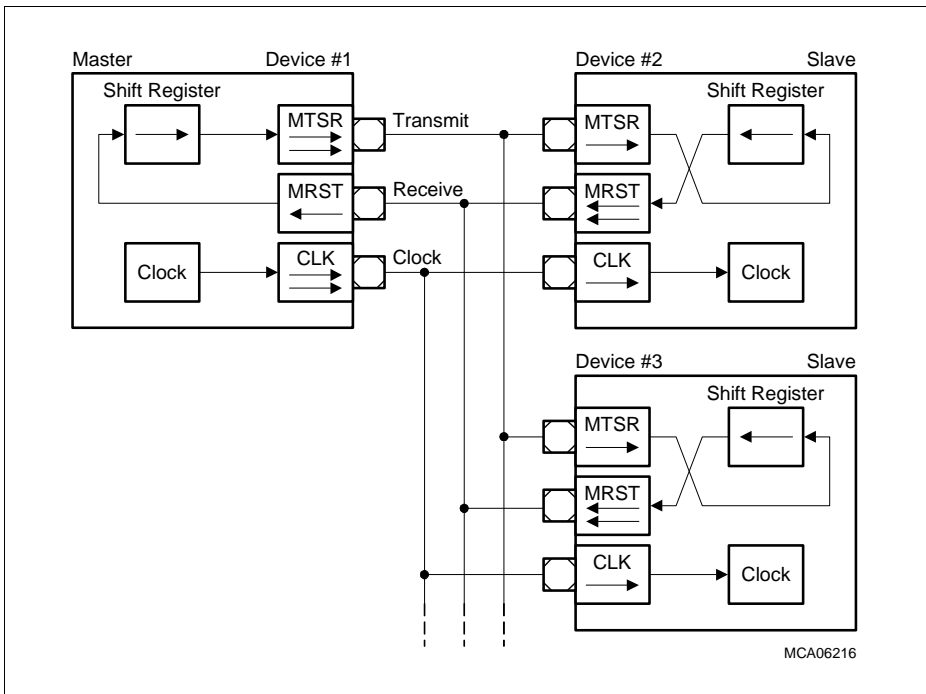 Master Device #1
Shift Register
MTSR
Transmit
MRST
Receive
Clock
CLK
Clock
Device #2 Slave
Shift Register
MTSR
MRST
CLK
Clock
Device #3 Slave
Shift Register
MTSR
MRST
CLK
Clock
MCA06216